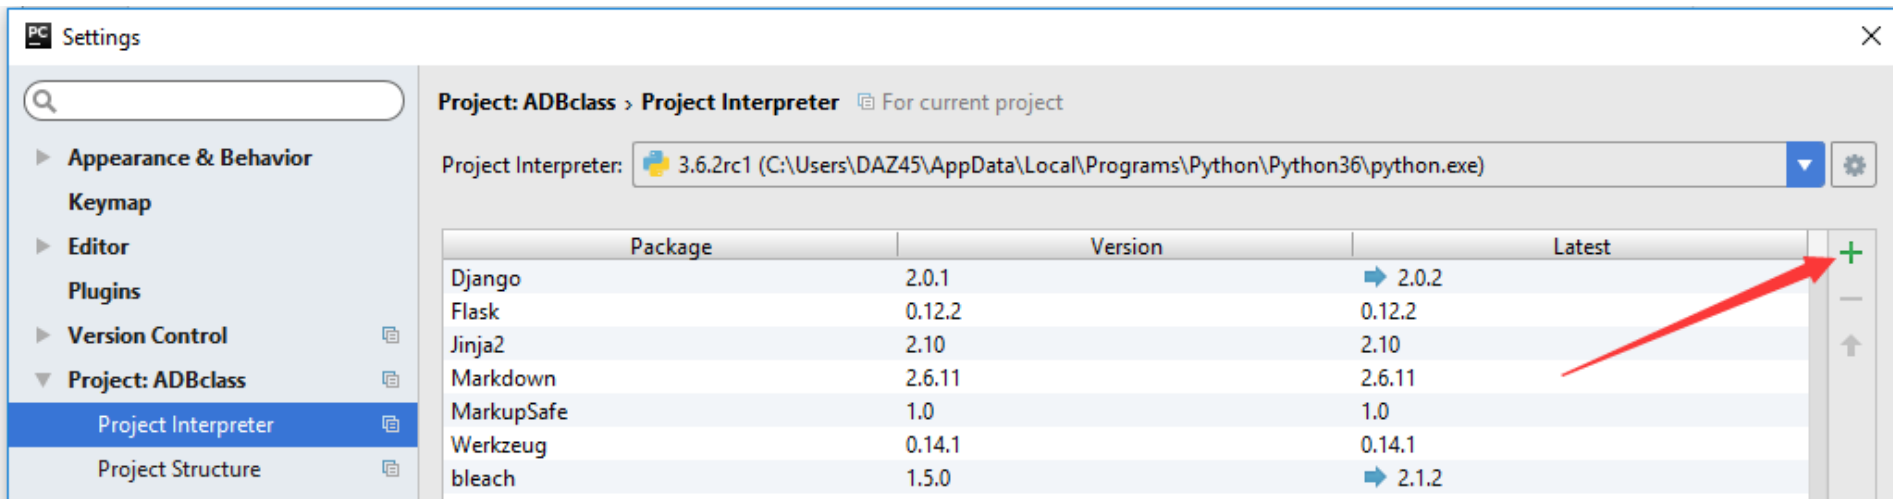 PC Settings
Project: ADBclass › Project Interpreter For current project
Appearance & Behavior
Keymap
Editor
Plugins
Version Control
Project: ADBclass
Project Interpreter
Project Structure
Project Interpreter: 3.6.2rc1 (C:\Users\DAZ45\AppData\Local\Programs\Python\Python36\python.exe)
Package Version Latest
Django 2.0.1 2.0.2
Flask 0.12.2 0.12.2
Jinja2 2.10 2.10
Markdown 2.6.11 2.6.11
MarkupSafe 1.0 1.0
Werkzeug 0.14.1 0.14.1
bleach 1.5.0 2.1.2